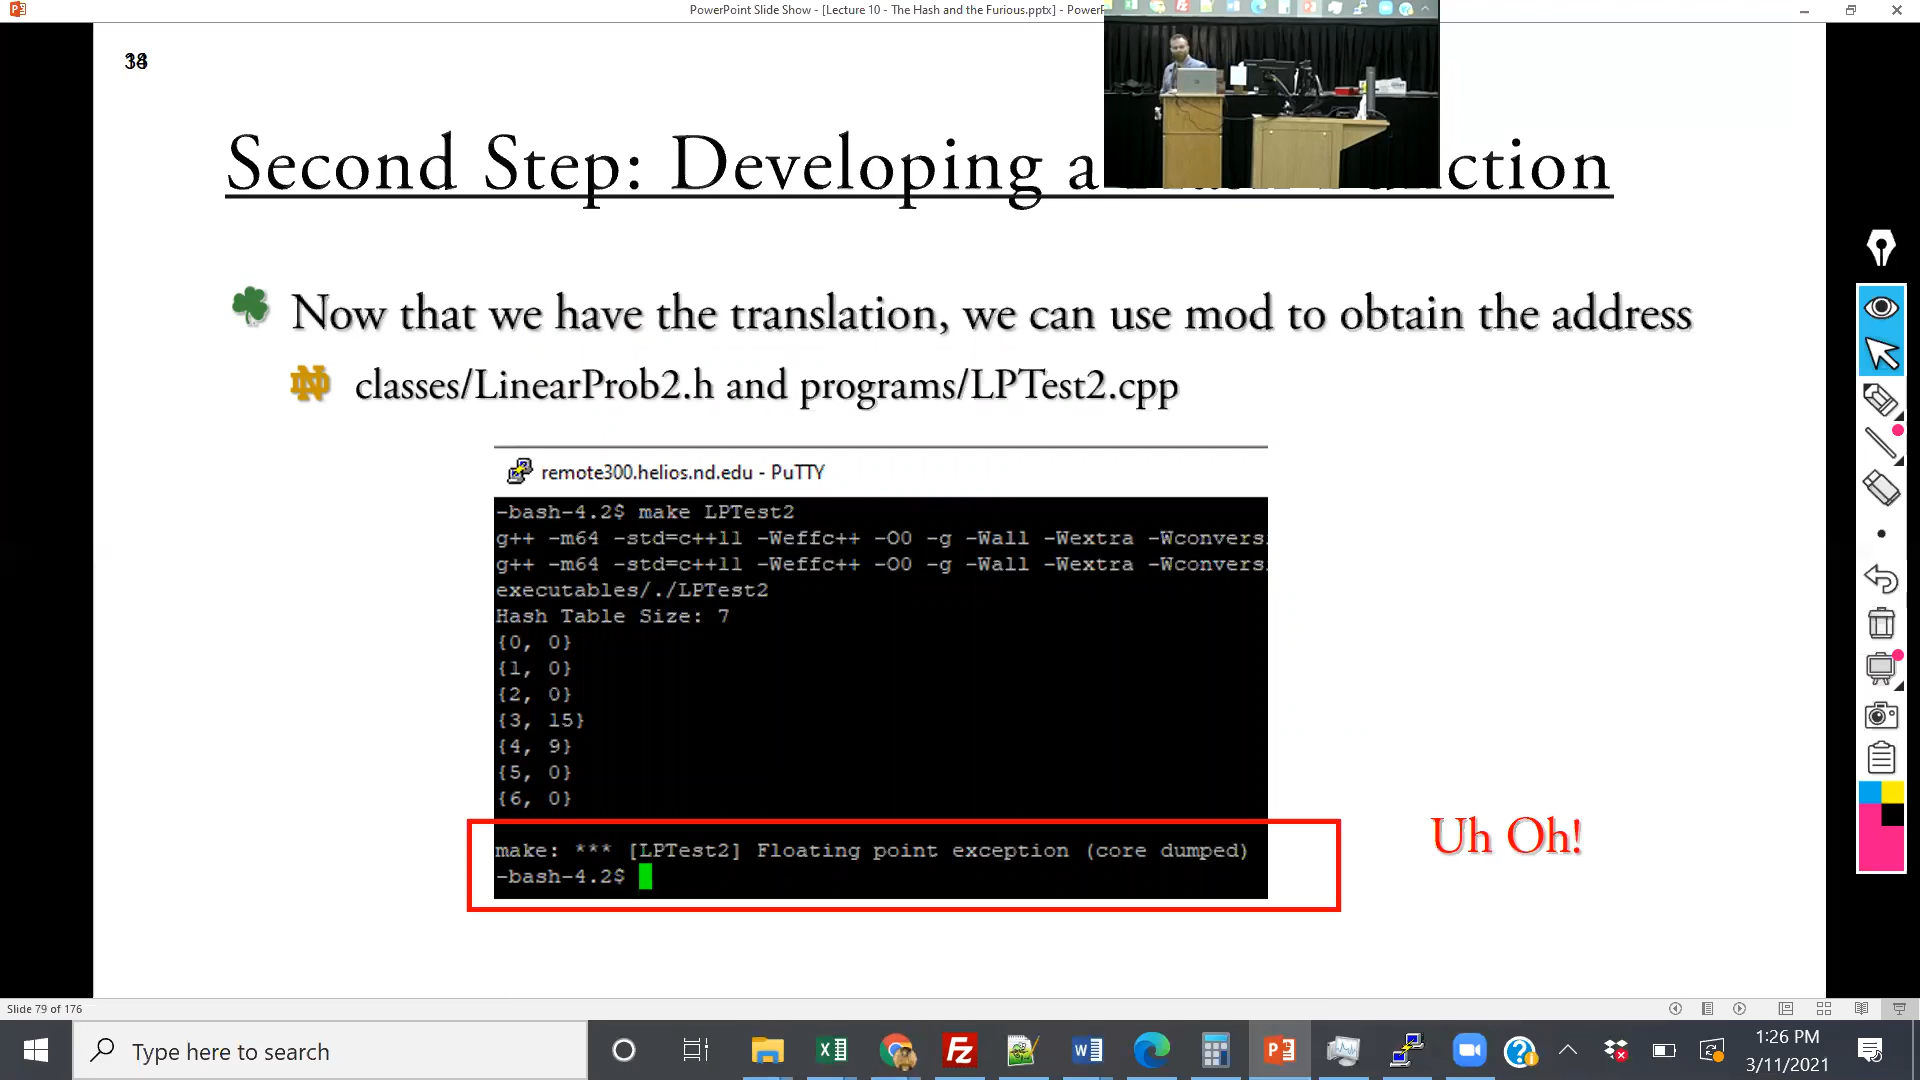 PowerPoint Slide Show - [Lecture 10 - The Hash and the Furious.pptx] - PowerP
Second Step: Developing a ction
Now that we have the translation, we can use mod to obtain the address
classes/LinearProb2.h and programs/LPTest2.cpp
remote300.helios.nd.edu - PuTTY
-bash-4.2$ make LPTest2
g++ -m64 -std=c++11 -Weffc++ -O0 -g -Wall -Wextra -Wconversi
g++ -m64 -std=c++11 -Weffc++ -O0 -g -Wall -Wextra -Wconversi
executables/./LPTest2
Hash Table Size: 7
{0, 0}
{1, 0}
{2, 0}
{3, 15}
{4, 9}
{5, 0}
{6, 0}
make: *** [LPTest2] Floating point exception (core dumped)
-bash-4.2$
Uh Oh!
Slide 79 of 176
Type here to search
1:26 PM
3/11/2021